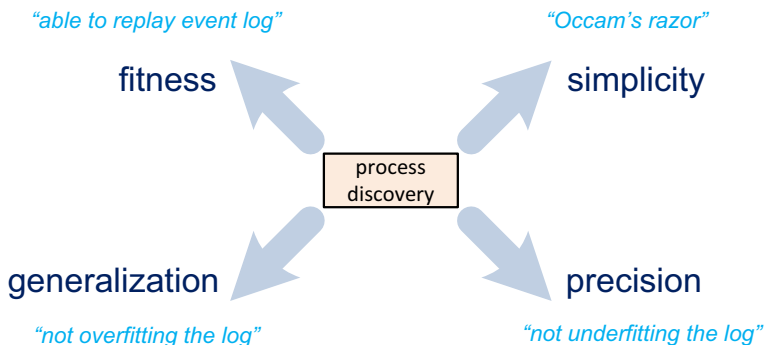 “able to replay event log”
“Occam’s razor”
fitness
simplicity
process
discovery
generalization
precision
“not overfitting the log”
“not underfitting the log”